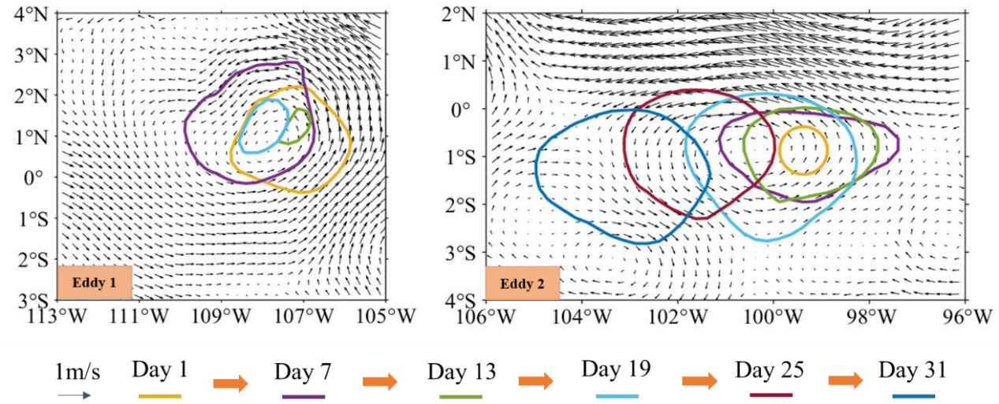 4°N
3°N
2°N
1°N
0°
1°S
2°S
3°S
113°W 111°W 109°W 107°W 105°W
Eddy 1
2°N
1°N
0°
1°S
2°S
3°S
4°S
106°W 104°W 102°W 100°W 98°W 96°W
Eddy 2
1m/s Day 1 Day 7 Day 13 Day 19 Day 25 Day 31